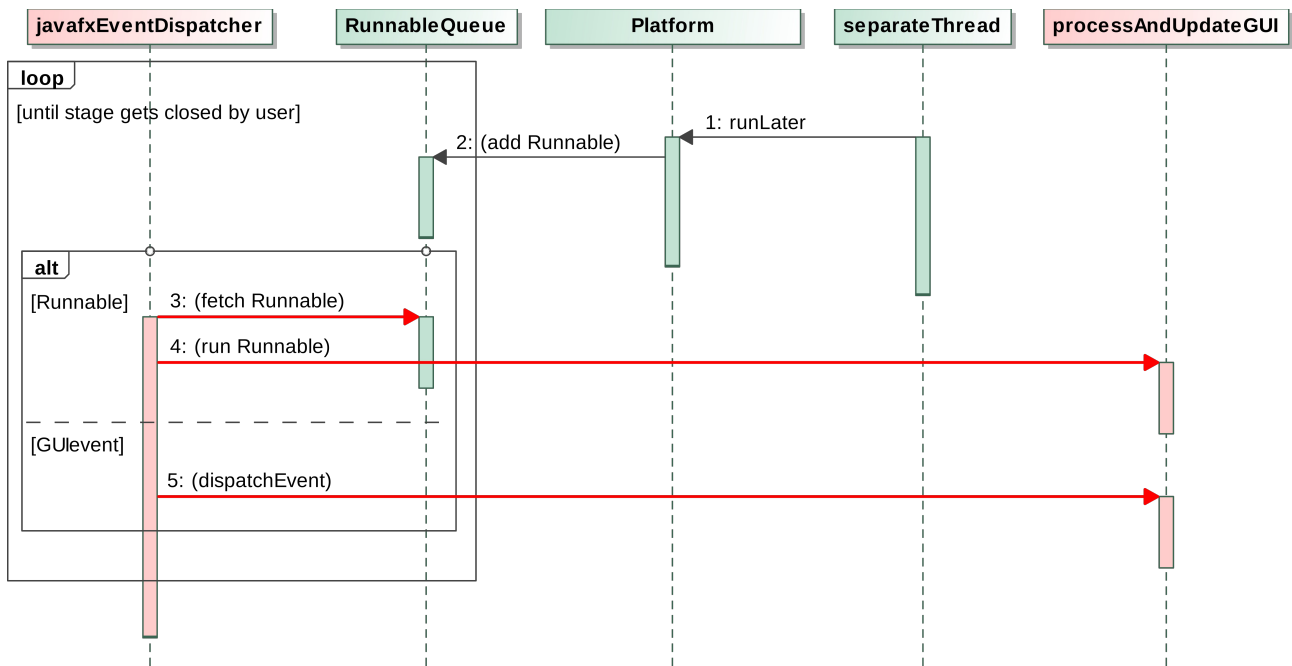 javafxEventDispatcher RunnableQueue Platform separateThread processAndUpdateGUI
loop
[until stage gets closed by user]
1: runLater
2: (add Runnable)
alt
[Runnable]
3: (fetch Runnable)
4: (run Runnable)
[GUIevent]
5: (dispatchEvent)